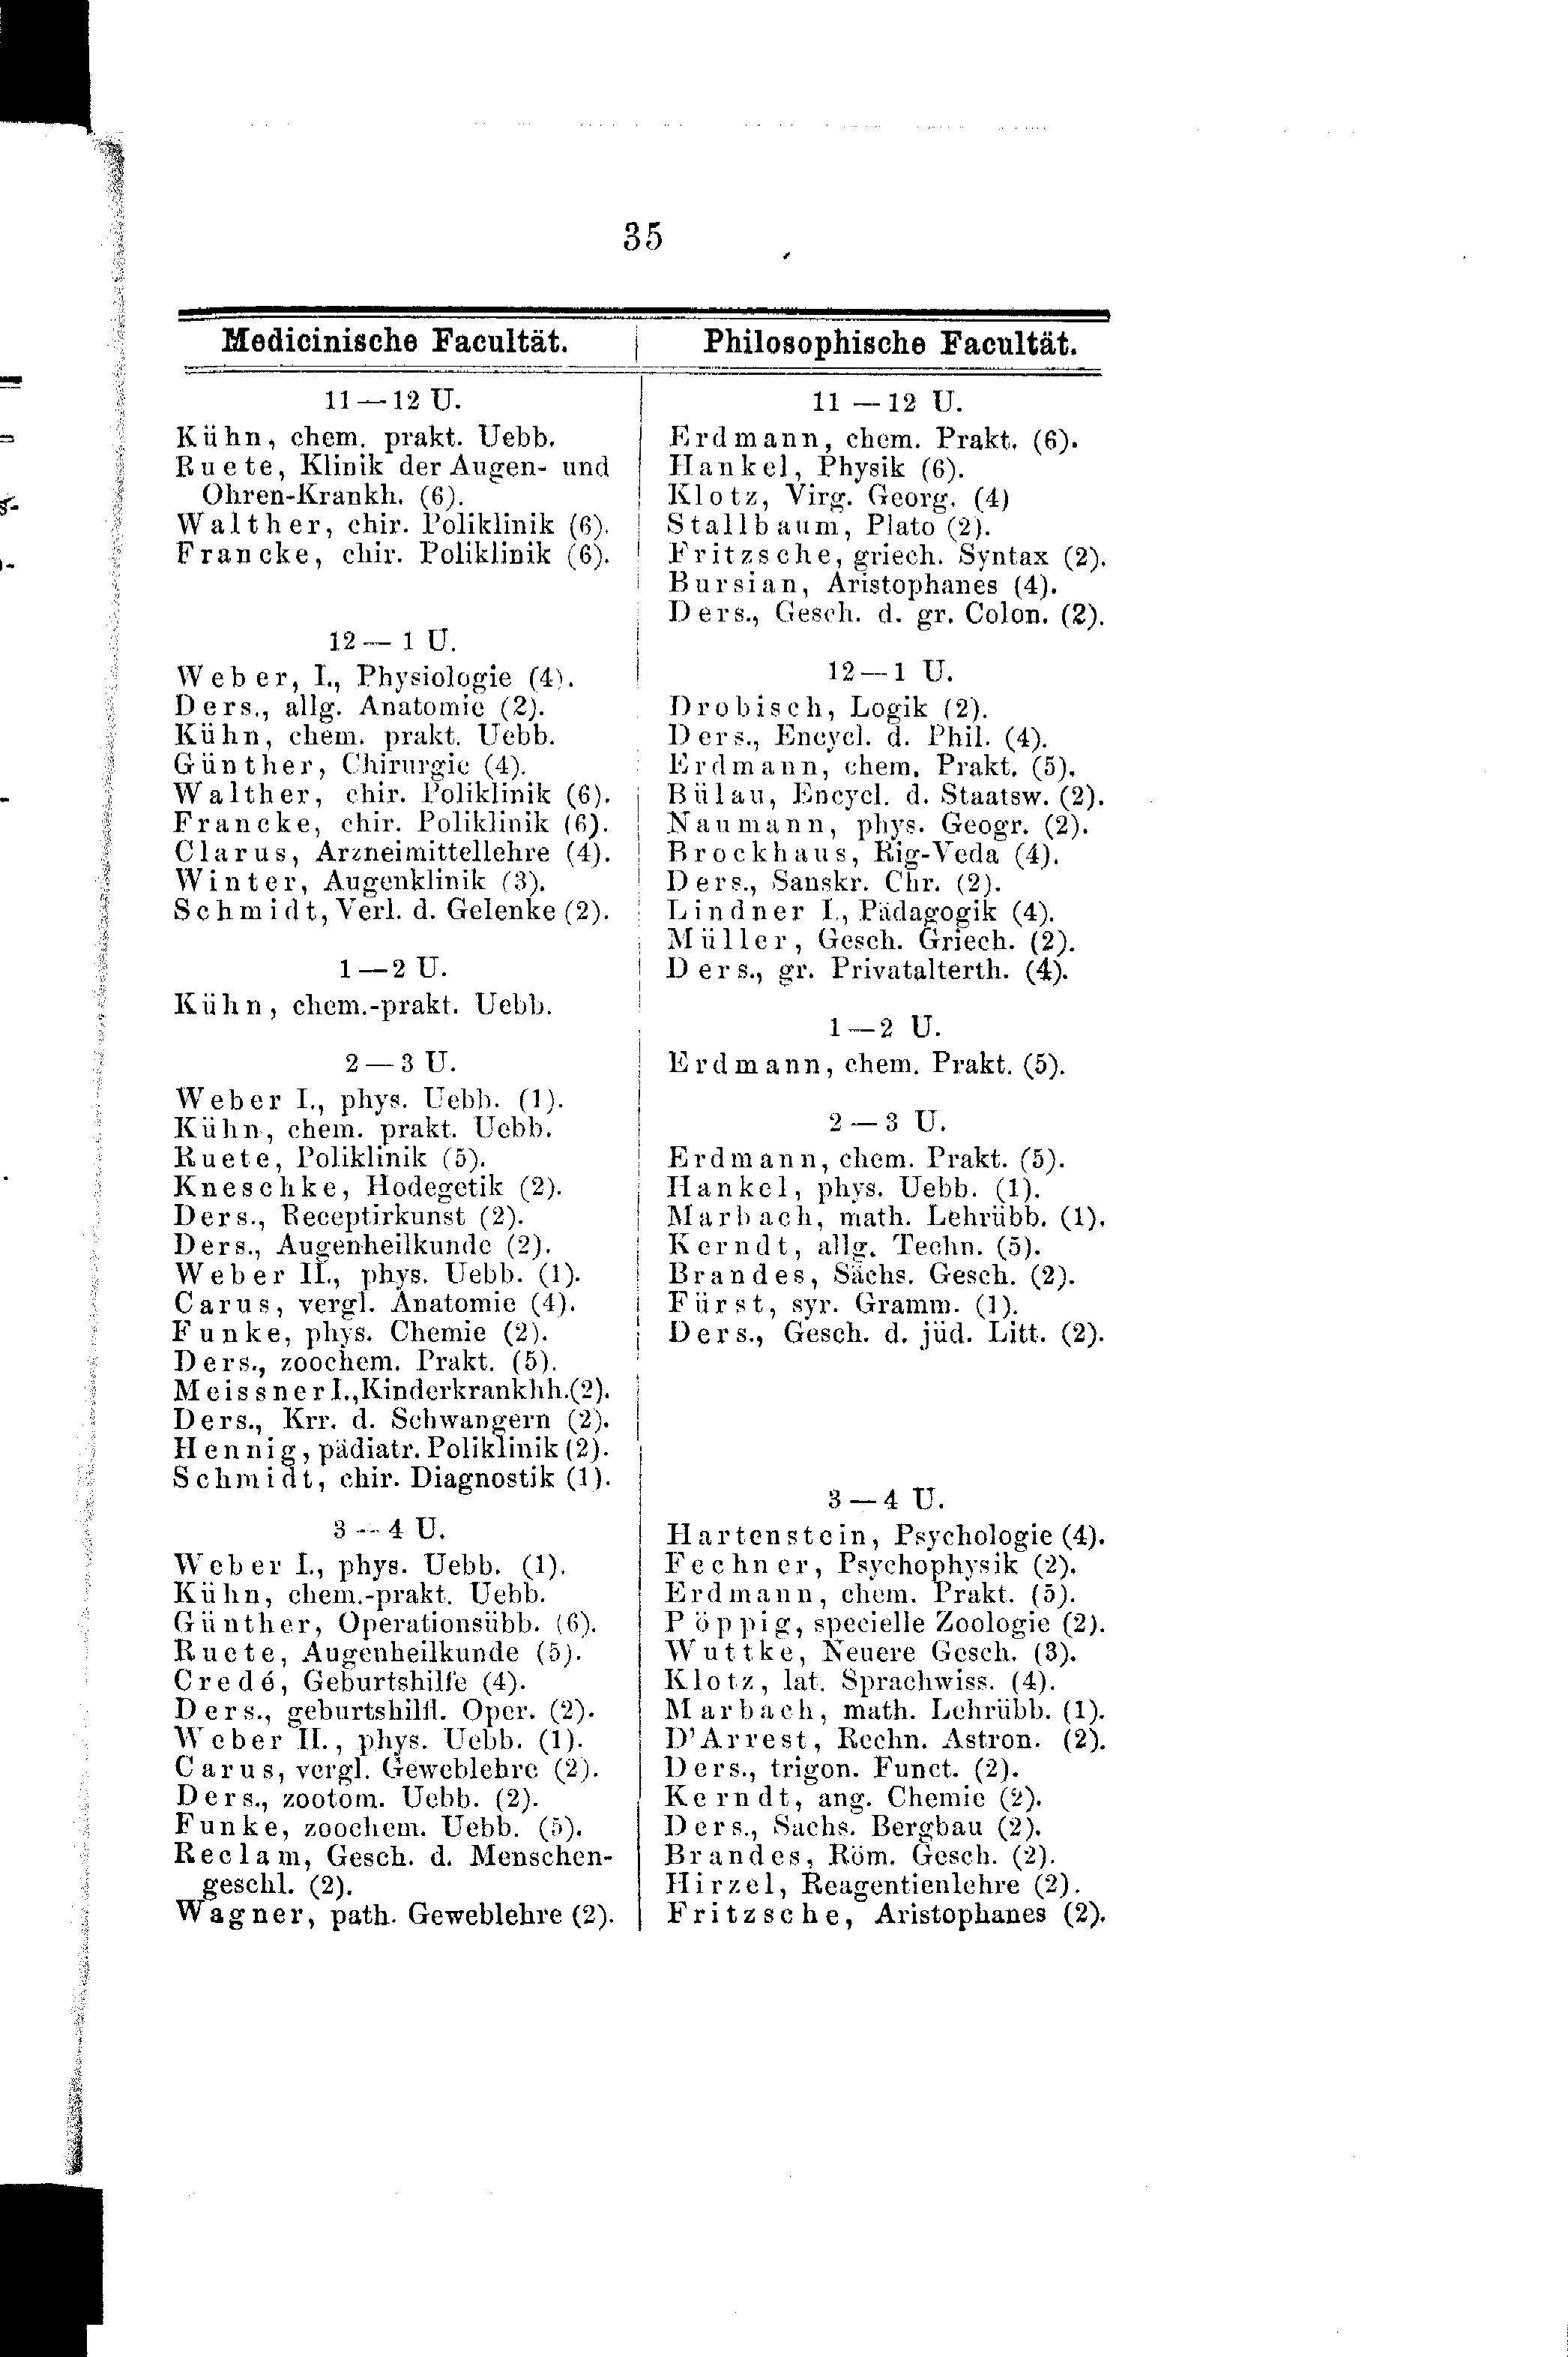 35
Medicinische Facultät.
11—12 U.
Kühn, chem. prakt. Uebb.
Ruete, Klinik der Augen- und
Ohren-Krankh. (6).
Walther, chir. Poliklinik (6).
Francke, chir. Poliklinik (6).
12—1 U.
Weber, I., Physiologie (4).
Ders., allg. Anatomie (2).
Kühn, chem. prakt. Uebb.
Günther, Chirurgie (4).
Walther, chir. Poliklinik (6).
Francke, chir. Poliklinik (6).
Clarus, Arzneimittellehre (4).
Winter, Augenklinik (3).
Schmidt, Verl. d. Gelenke (2).
1—2 U.
Kühn, chem.-prakt. Uebb.
2—3 U.
Weber I., phys. Uebb. (1).
Kühn, chem. prakt. Uebb.
Ruete, Poliklinik (5).
Kneschke, Hodegetik (2).
Ders., Receptirkunst (2).
Ders., Augenheilkunde (2).
Weber II., phys. Uebb. (1).
Carus, vergl. Anatomie (4).
Funke, phys. Chemie (2).
Ders., zoochem. Prakt. (5).
Meissner I., Kinderkrankhh. (2).
Ders., Krr. d. Schwangern (2).
Hennig, pädiatr. Poliklinik (2).
Schmidt, chir. Diagnostik (1).
3—4 U.
Weber I., phys. Uebb. (1).
Kühn, chem.-prakt. Uebb.
Günther, Operationsübb. (6).
Ruete, Augenheilkunde (5).
Credé, Geburtshilfe (4).
Ders., geburtshilfl. Oper. (2).
Weber II., phys. Uebb. (1).
Carus, vergl. Geweblehre (2).
Ders., zootom. Uebb. (2).
Funke, zoochem. Uebb. (5).
Reclam, Gesch. d. Menschen-
geschl. (2).
Wagner, path. Geweblehre (2).
Philosophische Facultät.
11—12 U.
Erdmann, chem. Prakt. (6).
Hankel, Physik (6).
Klotz, Virg. Georg. (4)
Stallbaum, Plato (2).
Fritzsche, griech. Syntax (2).
Bursian, Aristophanes (4).
Ders., Gesch. d. gr. Colon. (2).
12—1 U.
Drobisch, Logik (2).
Ders., Encycl. d. Phil. (4).
Erdmann, chem. Prakt. (5).
Bülau, Encycl. d. Staatsw. (2).
Naumann, phys. Geogr. (2).
Brockhaus, Rig-Veda (4).
Ders., Sanskr. Chr. (2).
Lindner I., Pädagogik (4).
Müller, Gesch. Griech. (2).
Ders., gr. Privatalterth. (4).
1—2 U.
Erdmann, chem. Prakt. (5).
2—3 U.
Erdmann, chem. Prakt. (5).
Hankel, phys. Uebb. (1).
Marbach, math. Lehrübb. (1).
Kerndt, allg. Techn. (5).
Brandes, Sächs. Gesch. (2).
Fürst, syr. Gramm. (1).
Ders., Gesch. d. jüd. Litt. (2).
3—4 U.
Hartenstein, Psychologie (4).
Fechner, Psychophysik (2).
Erdmann, chem. Prakt. (5).
Pöppig, specielle Zoologie (2).
Wuttke, Neuere Gesch. (3).
Klotz, lat. Sprachwiss. (4).
Marbach, math. Lehrübb. (1).
D'Arrest, Rechn. Astron. (2).
Ders., trigon. Funct. (2).
Kerndt, ang. Chemie (2).
Ders., Sächs. Bergbau (2).
Brandes, Röm. Gesch. (2).
Hirzel, Reagentienlehre (2).
Fritzsche, Aristophanes (2).